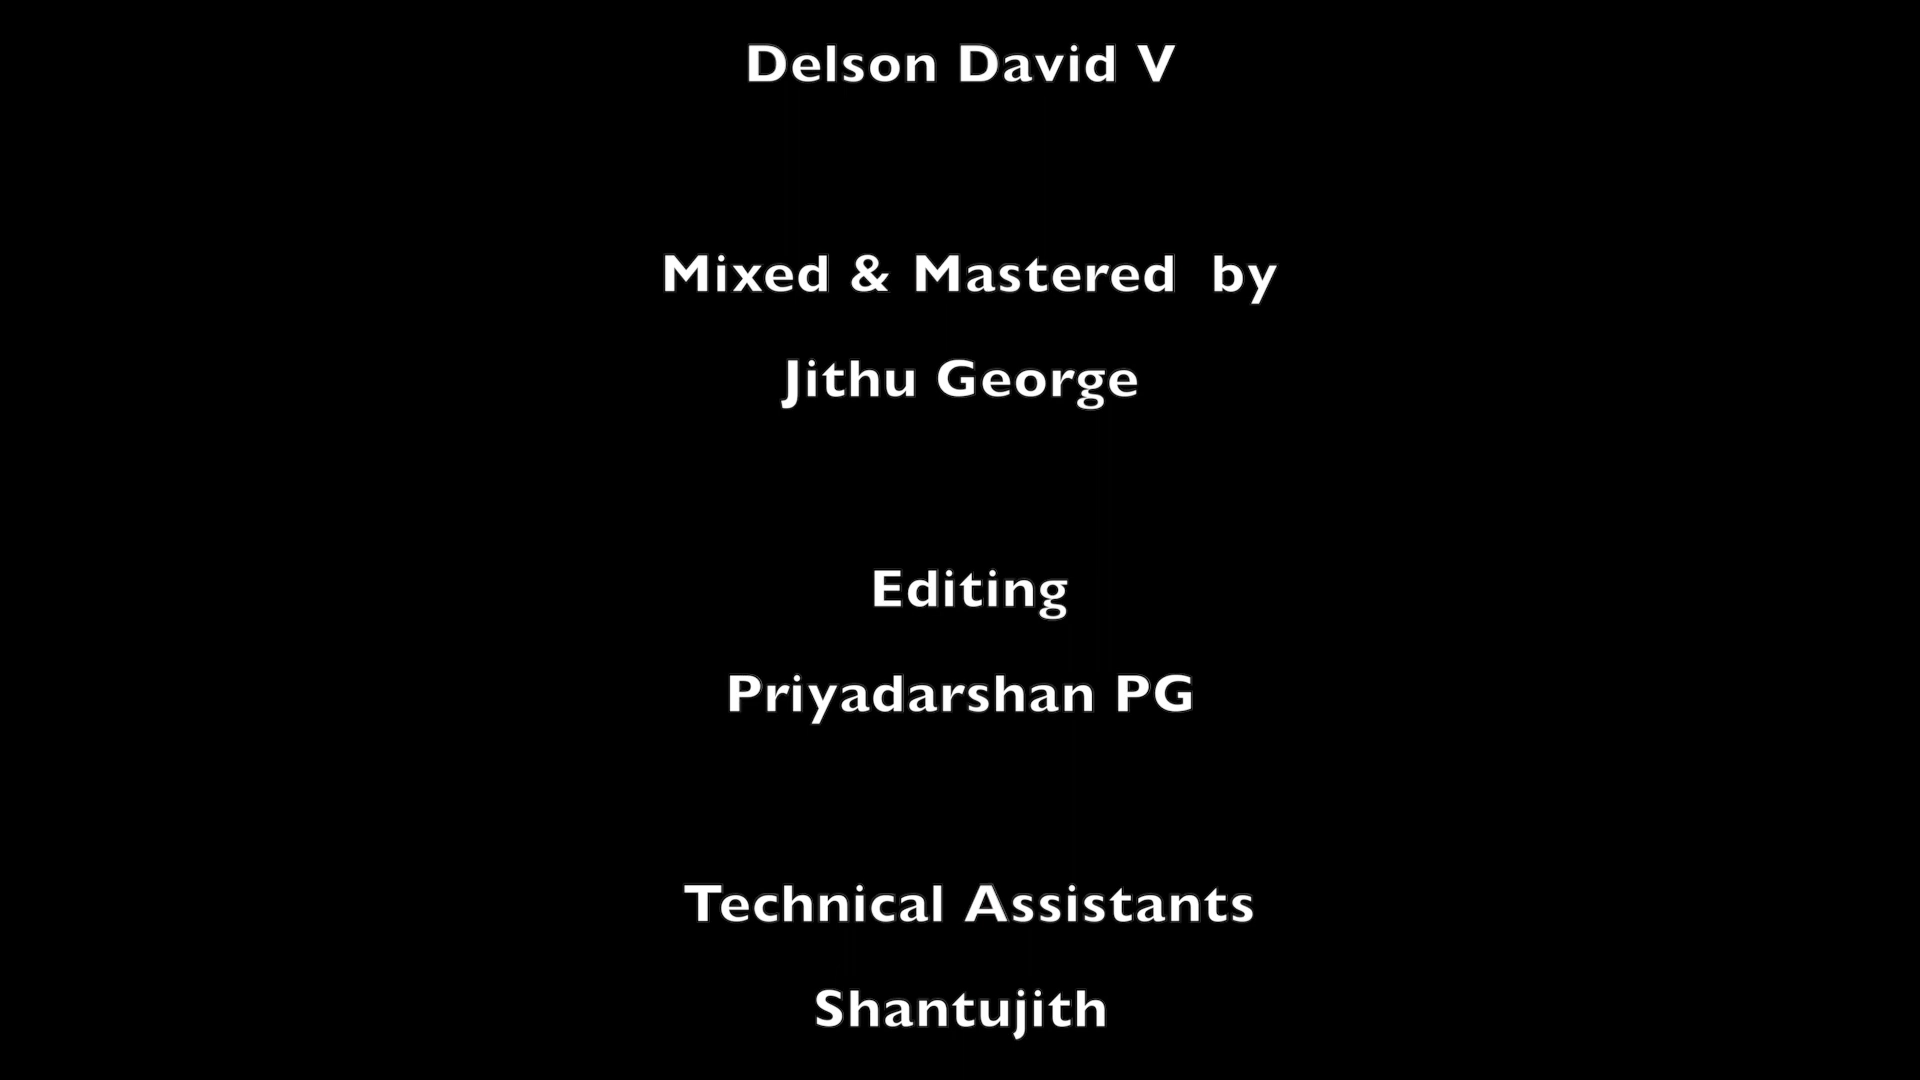 Delson David V
Mixed & Mastered  by
Jithu George
Editing
Priyadarshan PG
Technical Assistants
Shantujith